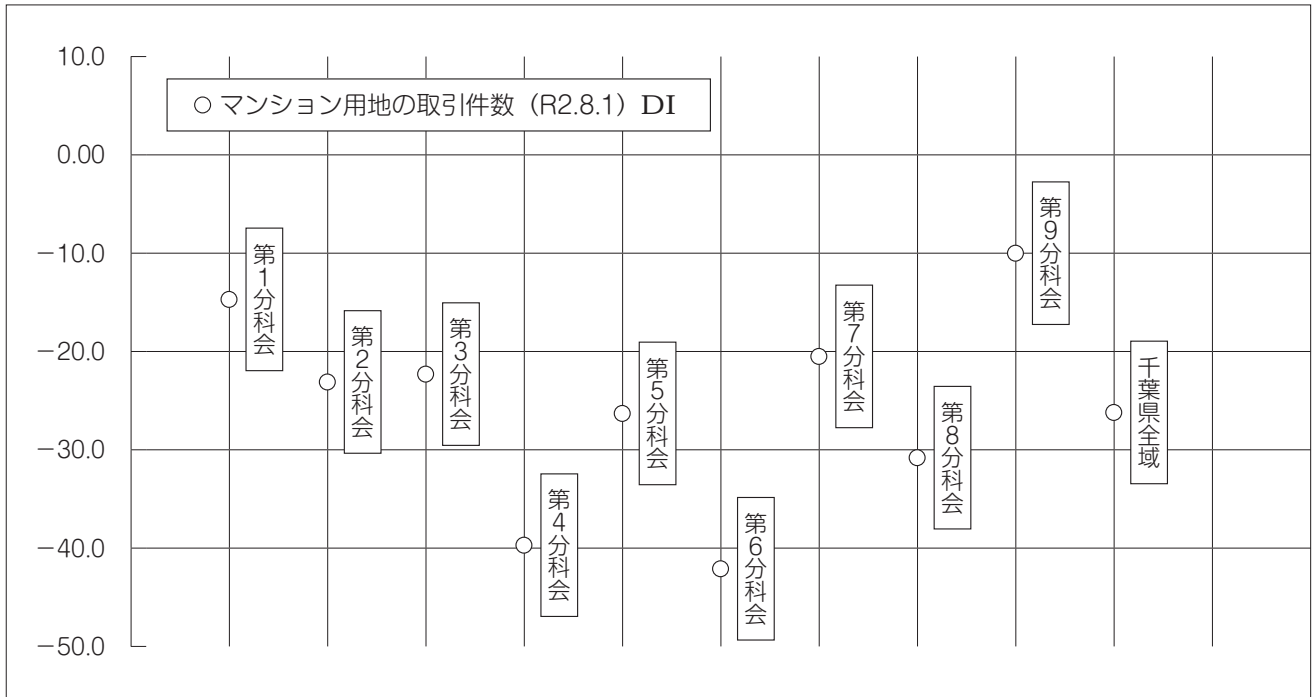 10.0
0.00
−10.0
−20.0
−30.0
−40.0
−50.0
○ マンション用地の取引件数（R2.8.1）DI
第1分科会
第2分科会
第3分科会
第4分科会
第5分科会
第6分科会
第7分科会
第8分科会
第9分科会
千葉県全域